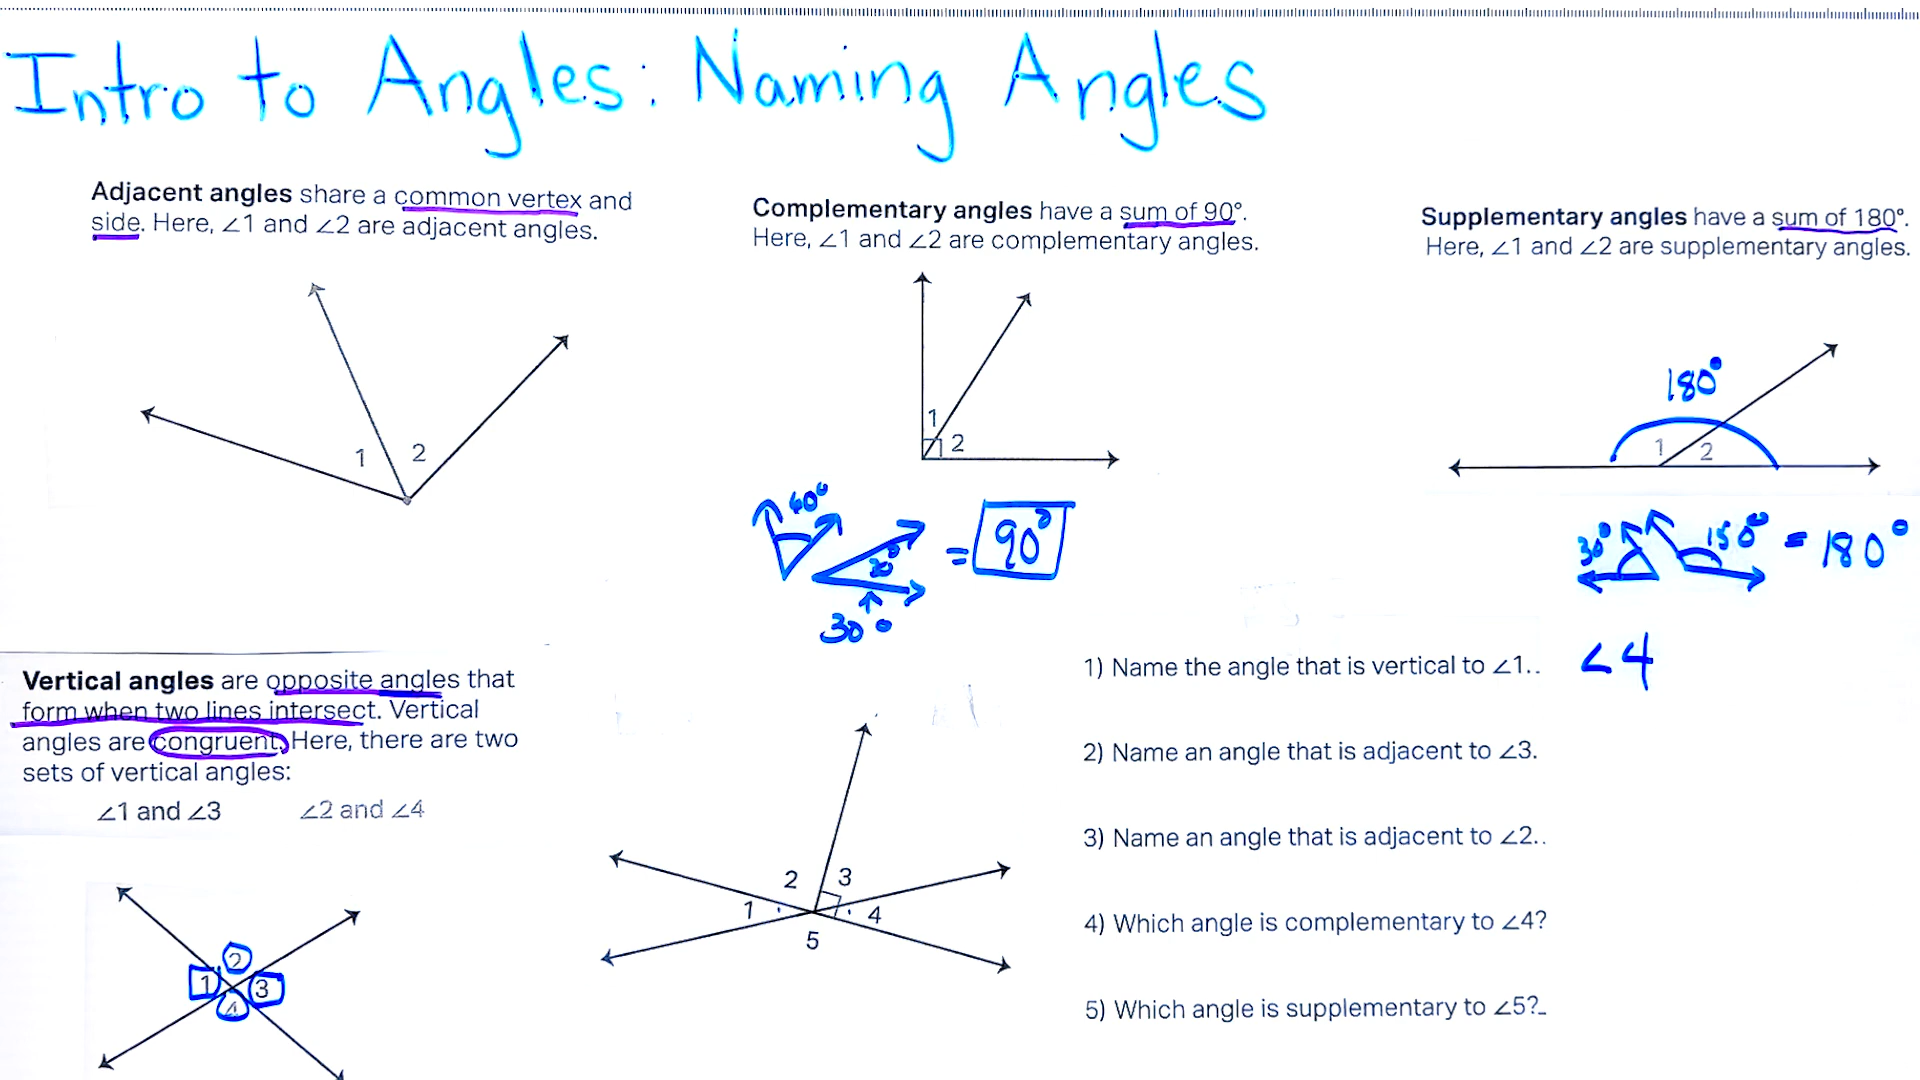 Intro to Angles: Naming Angles
Adjacent angles share a common vertex and
side. Here, ∠1 and ∠2 are adjacent angles.
1
2
Complementary angles have a sum of 90°.
Here, ∠1 and ∠2 are complementary angles.
1
2
60°
30°
30°
= 90°
Supplementary angles have a sum of 180°.
Here, ∠1 and ∠2 are supplementary angles.
180°
1
2
30°
150° = 180°
Vertical angles are opposite angles that
form when two lines intersect. Vertical
angles are congruent. Here, there are two
sets of vertical angles:
∠1 and ∠3 ∠2 and ∠4
2
1
3
4
2
3
1
4
5
1) Name the angle that is vertical to ∠1.. ∠4
2) Name an angle that is adjacent to ∠3.
3) Name an angle that is adjacent to ∠2..
4) Which angle is complementary to ∠4?
5) Which angle is supplementary to ∠5?_